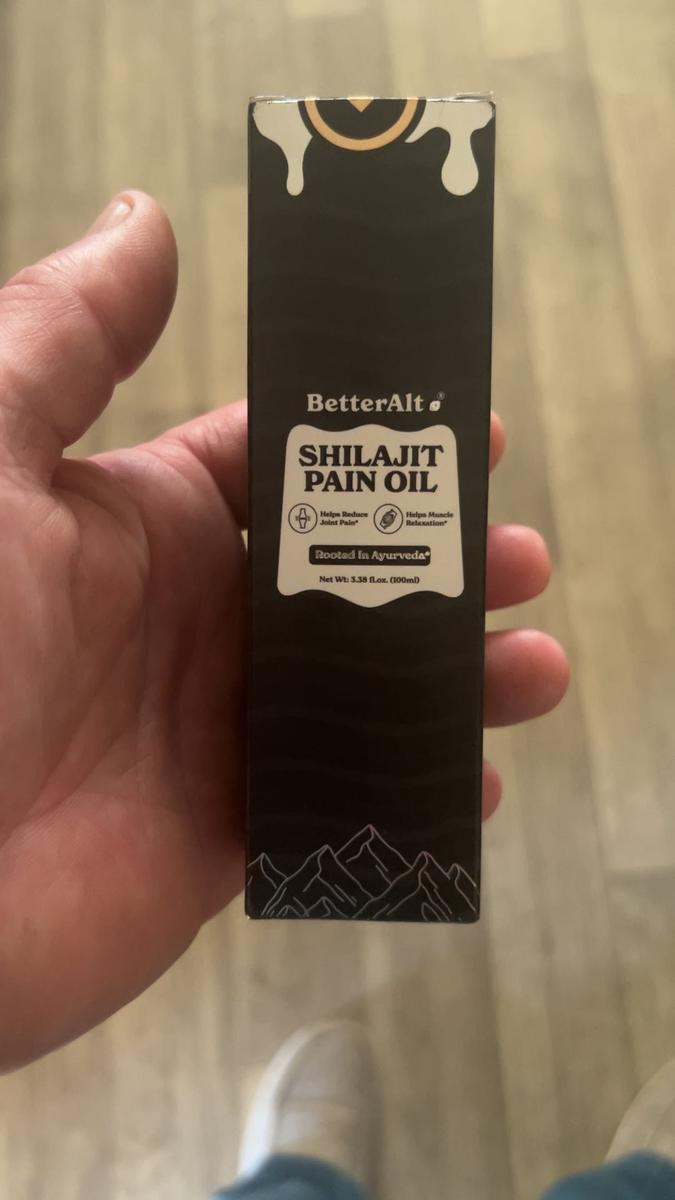 BetterAlt ®
SHILAJIT
PAIN OIL
Helps Reduce
Joint Pain*
Helps Muscle
Relaxation*
Rooted In Ayurveda*
Net Wt: 3.38 fl.oz. (100ml)